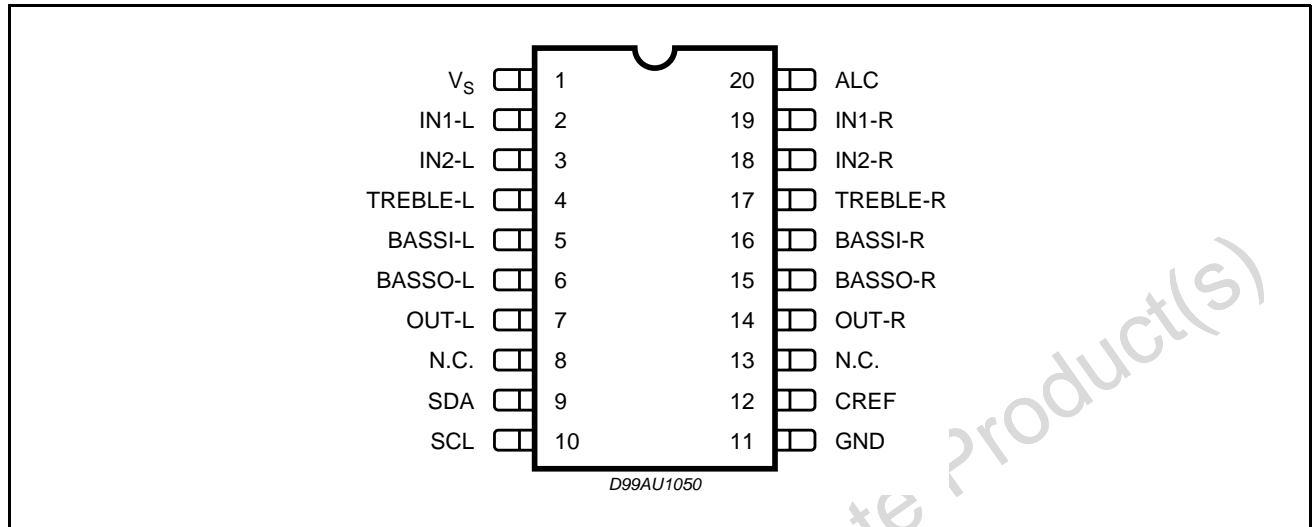 V_S 1 20 ALC
IN1-L 2 19 IN1-R
IN2-L 3 18 IN2-R
TREBLE-L 4 17 TREBLE-R
BASSI-L 5 16 BASSI-R
BASSO-L 6 15 BASSO-R
OUT-L 7 14 OUT-R
N.C. 8 13 N.C.
SDA 9 12 CREF
SCL 10 11 GND
D99AU1050
te Product(s)